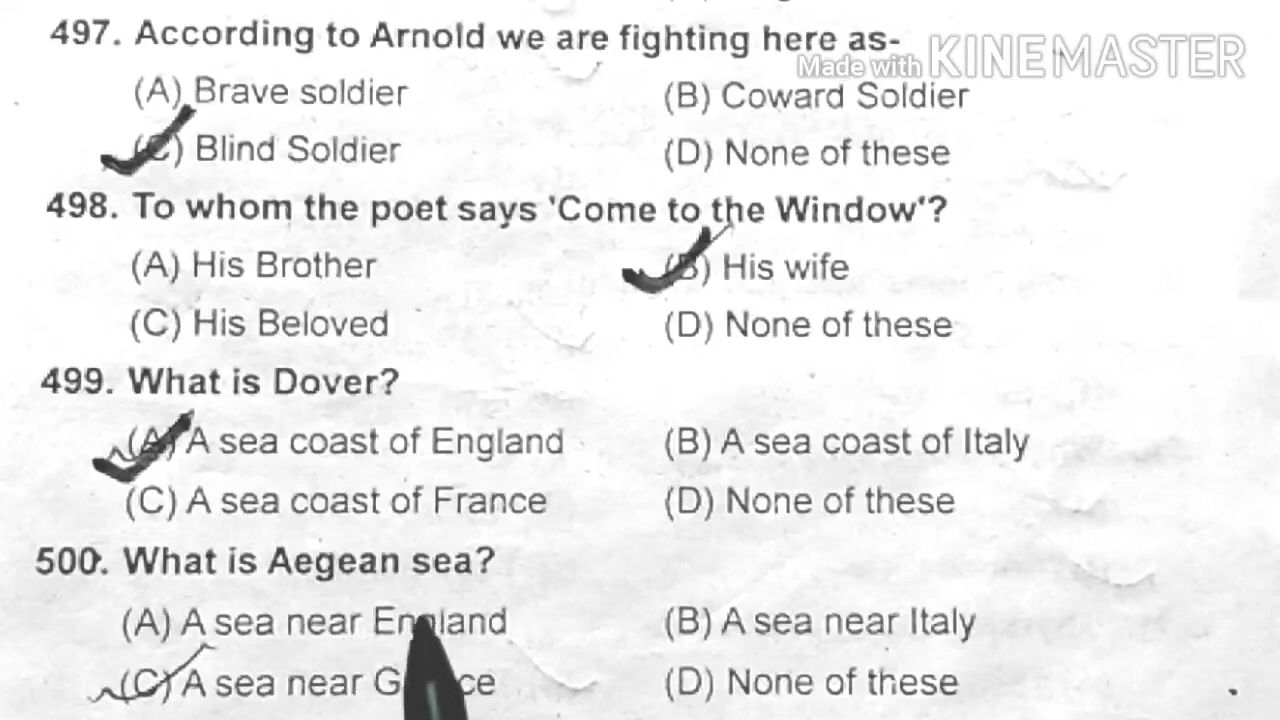 497. According to Arnold we are fighting here as-
Made with KINEMASTER
(A) Brave soldier (B) Coward Soldier
(C) Blind Soldier (D) None of these
498. To whom the poet says 'Come to the Window'?
(A) His Brother (B) His wife
(C) His Beloved (D) None of these
499. What is Dover?
(A) A sea coast of England (B) A sea coast of Italy
(C) A sea coast of France (D) None of these
500. What is Aegean sea?
(A) A sea near England (B) A sea near Italy
(C) A sea near (D) None of these